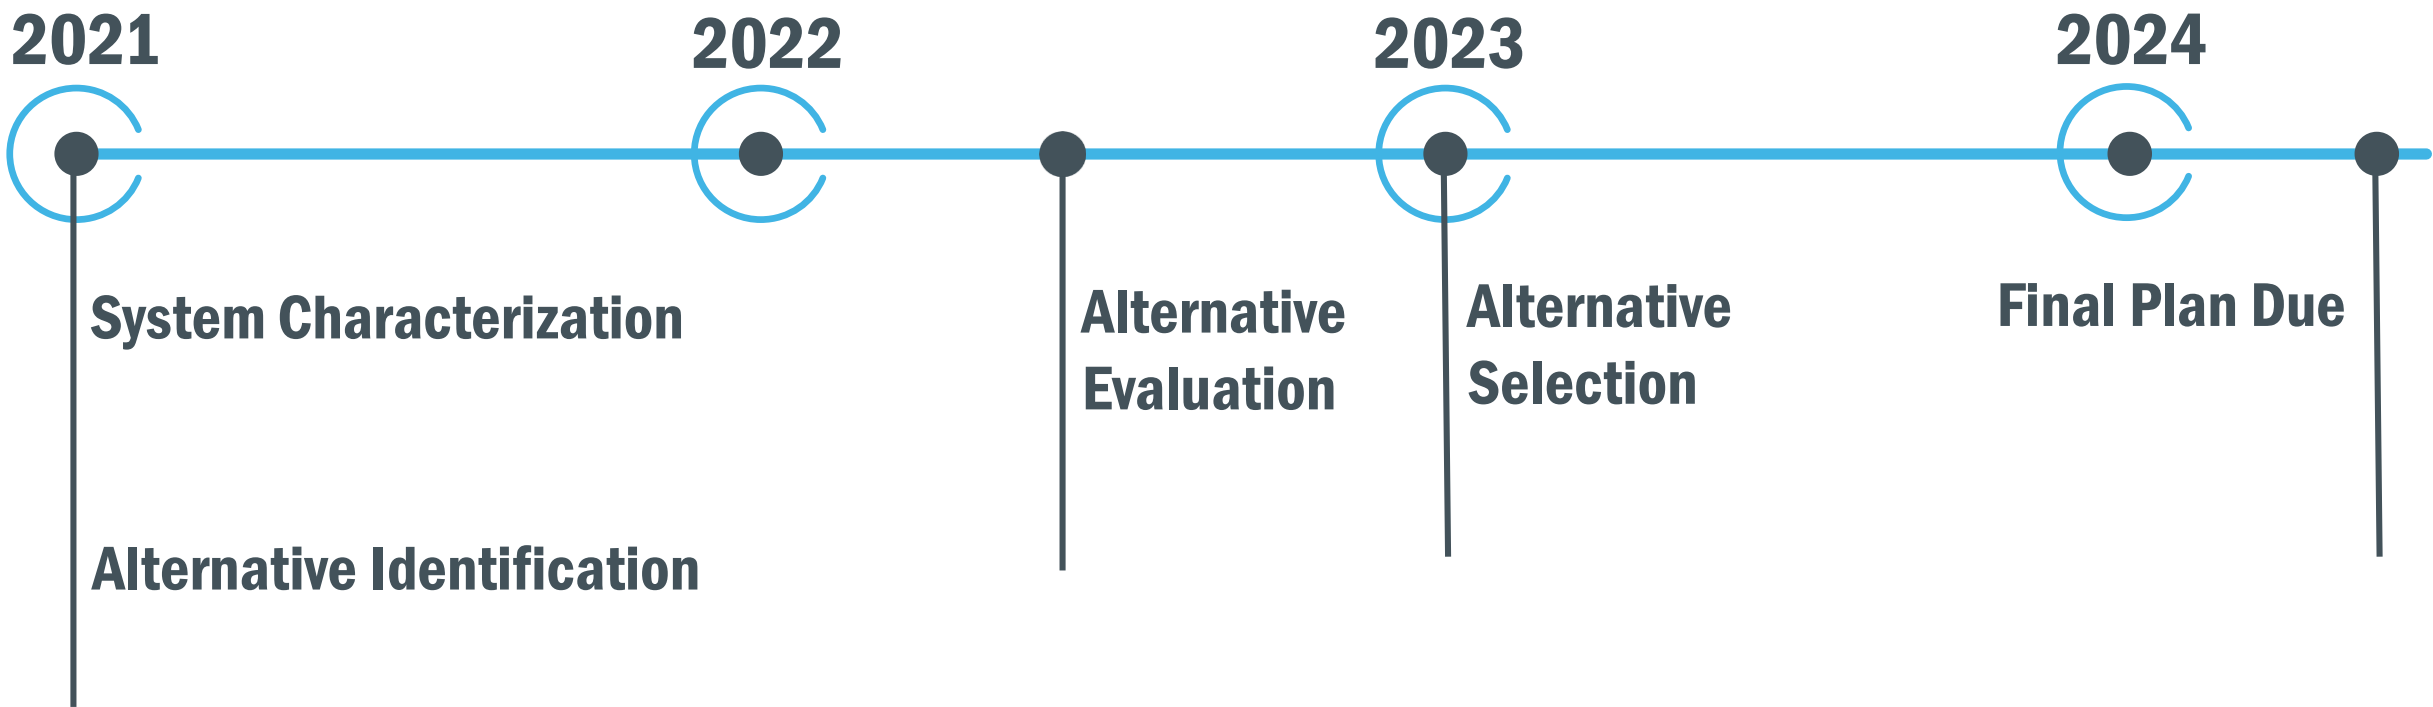 2021
2022
2023
2024
System Characterization
Alternative Identification
Alternative
Evaluation
Alternative
Selection
Final Plan Due